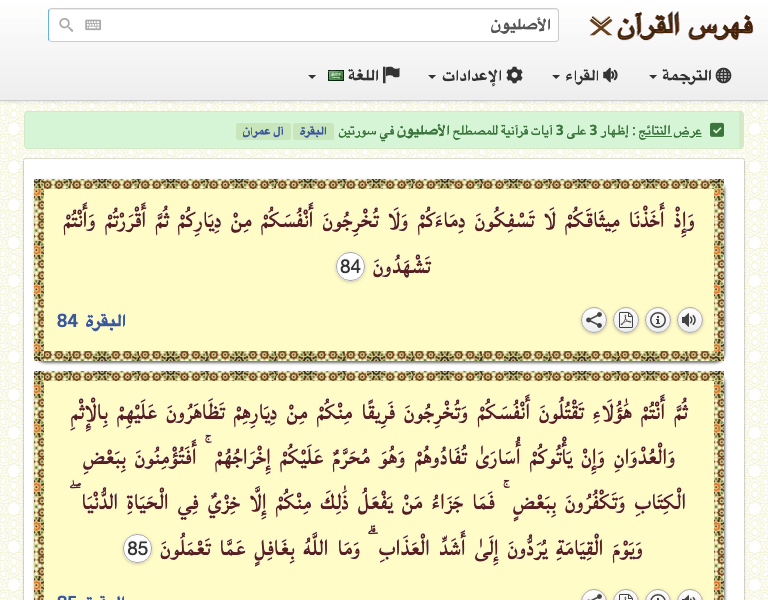 فهرس القرآن
الأصليون
الترجمة
القراء
الإعدادات
اللغة
عرض النتائج : إظهار 3 على 3 آيات قرآنية للمصطلح الأصليون في سورتين البقرة آل عمران
وَإِذْ أَخَذْنَا مِيثَاقَكُمْ لَا تَسْفِكُونَ دِمَاءَكُمْ وَلَا تُخْرِجُونَ أَنْفُسَكُمْ مِنْ دِيَارِكُمْ ثُمَّ أَقْرَرْتُمْ وَأَنْتُمْ
تَشْهَدُونَ 84
البقرة 84
ثُمَّ أَنْتُمْ هَٰؤُلَاءِ تَقْتُلُونَ أَنْفُسَكُمْ وَتُخْرِجُونَ فَرِيقًا مِنْكُمْ مِنْ دِيَارِهِمْ تَظَاهَرُونَ عَلَيْهِمْ بِالْإِثْمِ
وَالْعُدْوَانِ وَإِنْ يَأْتُوكُمْ أُسَارَىٰ تُفَادُوهُمْ وَهُوَ مُحَرَّمٌ عَلَيْكُمْ إِخْرَاجُهُمْ ۚ أَفَتُؤْمِنُونَ بِبَعْضِ
الْكِتَابِ وَتَكْفُرُونَ بِبَعْضٍ ۚ فَمَا جَزَاءُ مَنْ يَفْعَلُ ذَٰلِكَ مِنْكُمْ إِلَّا خِزْيٌ فِي الْحَيَاةِ الدُّنْيَا ۖ
وَيَوْمَ الْقِيَامَةِ يُرَدُّونَ إِلَىٰ أَشَدِّ الْعَذَابِ ۗ وَمَا اللَّهُ بِغَافِلٍ عَمَّا تَعْمَلُونَ 85